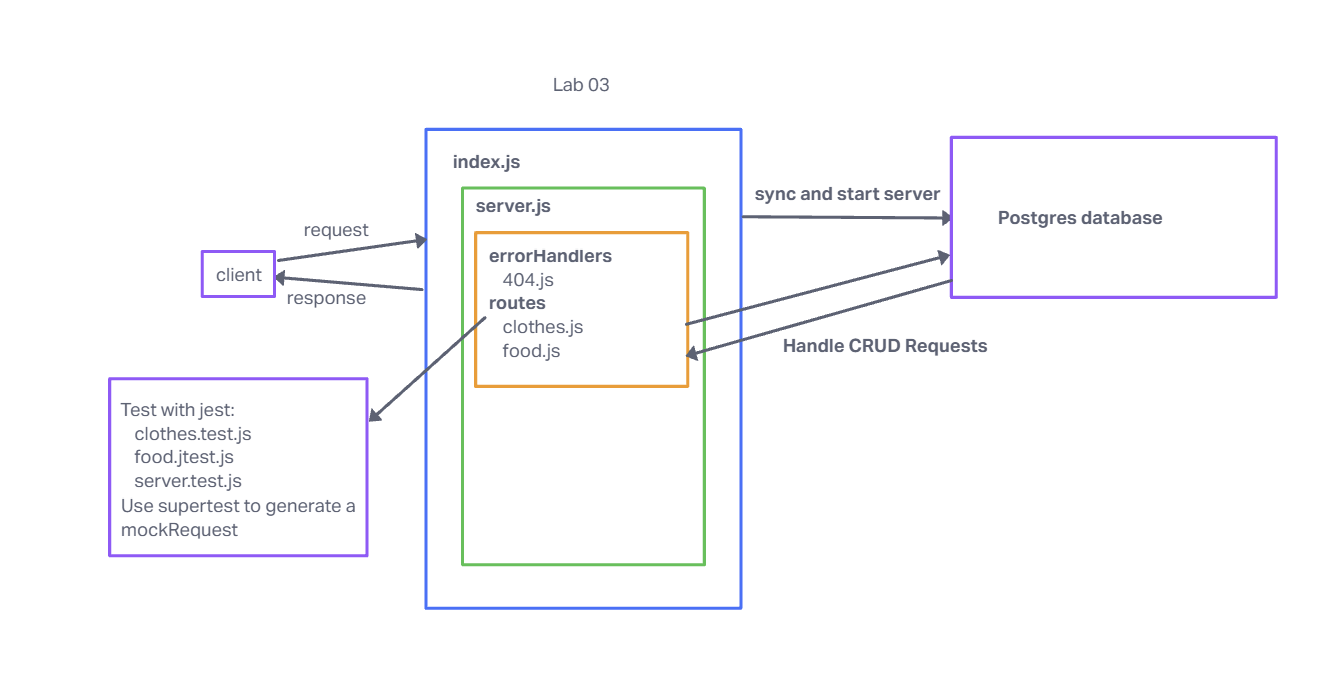 Lab 03
index.js
server.js
errorHandlers
404.js
routes
clothes.js
food.js
request
client
response
sync and start server
Postgres database
Handle CRUD Requests
Test with jest:
clothes.test.js
food.jtest.js
server.test.js
Use supertest to generate a
mockRequest